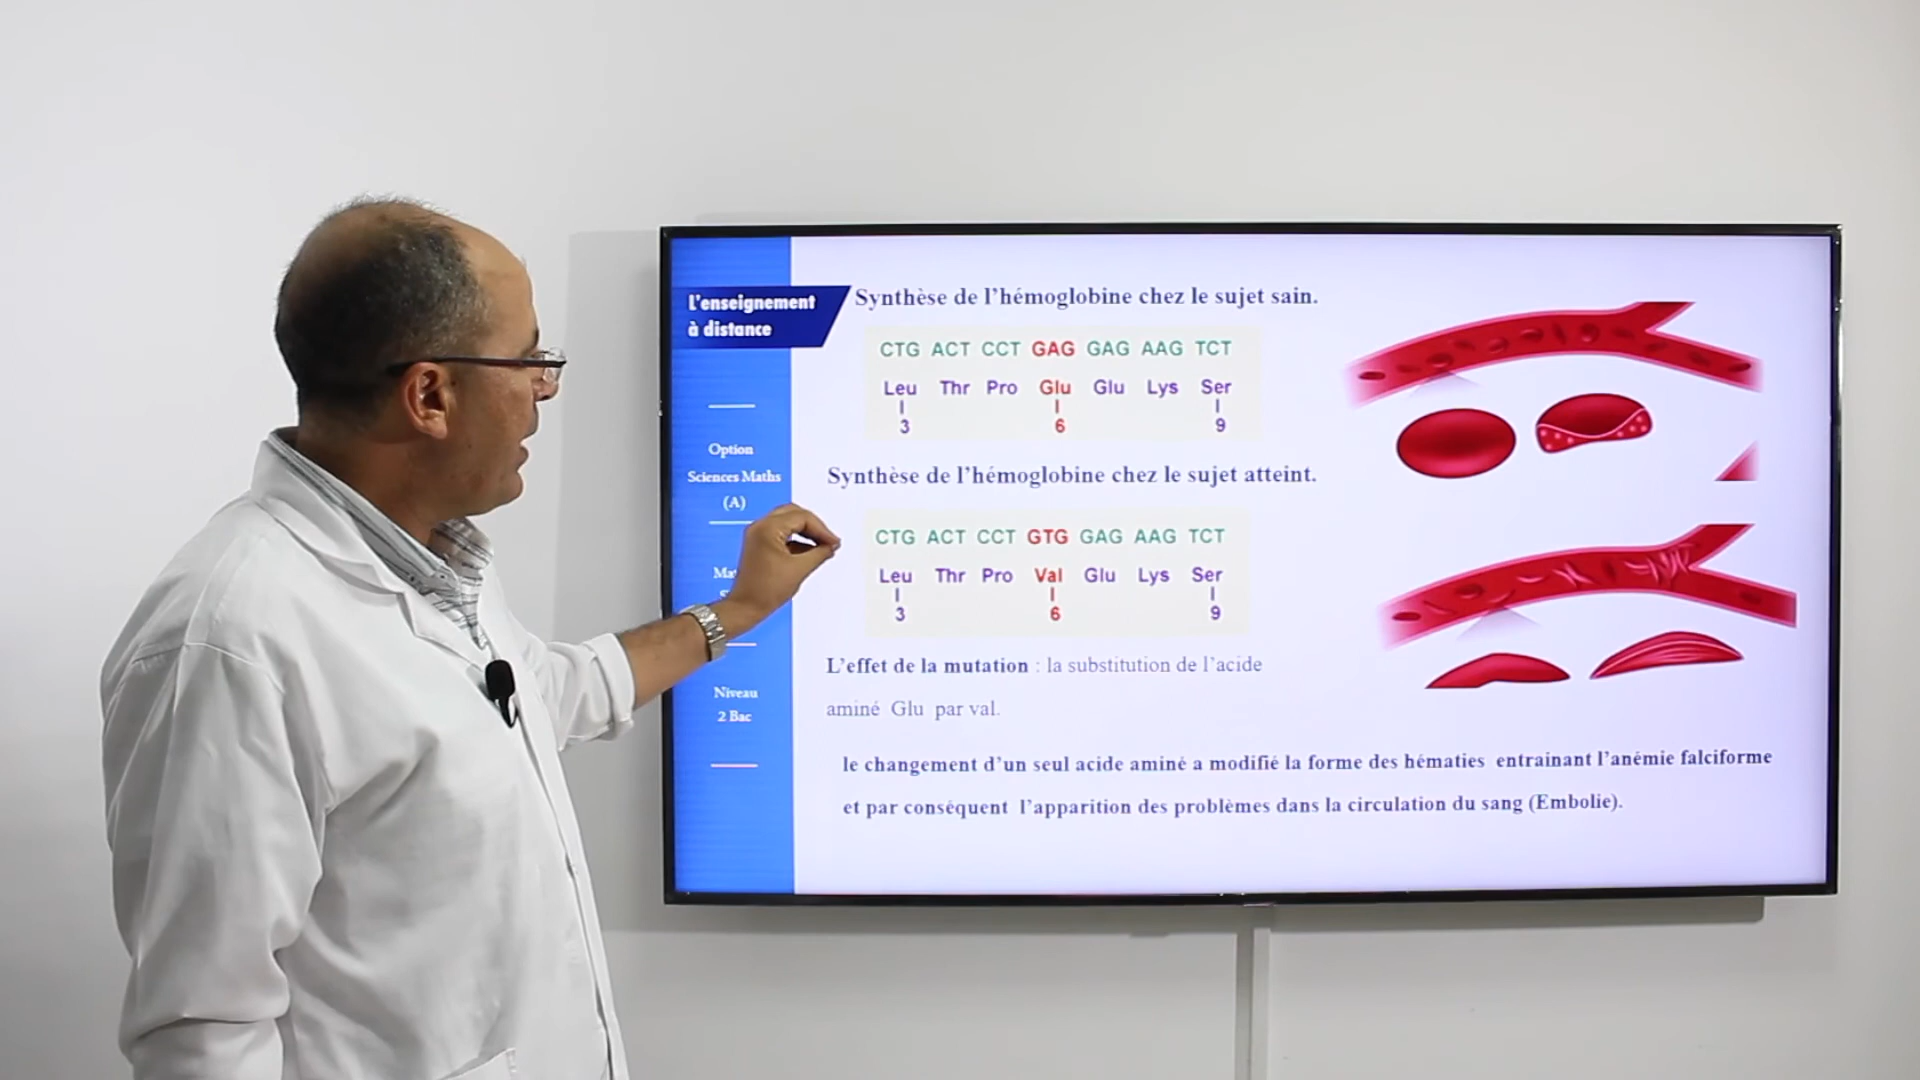 L'enseignement
à distance
Option
Sciences Maths
(A)
Niveau
2 Bac
Synthèse de l'hémoglobine chez le sujet sain.
CTG ACT CCT GAG GAG AAG TCT
Leu Thr Pro Glu Glu Lys Ser
3 6 9
Synthèse de l'hémoglobine chez le sujet atteint.
CTG ACT CCT GTG GAG AAG TCT
Leu Thr Pro Val Glu Lys Ser
3 6 9
L'effet de la mutation : la substitution de l'acide
aminé Glu par val.
le changement d'un seul acide aminé a modifié la forme des hématies entrainant l'anémie falciforme
et par conséquent l'apparition des problèmes dans la circulation du sang (Embolie).